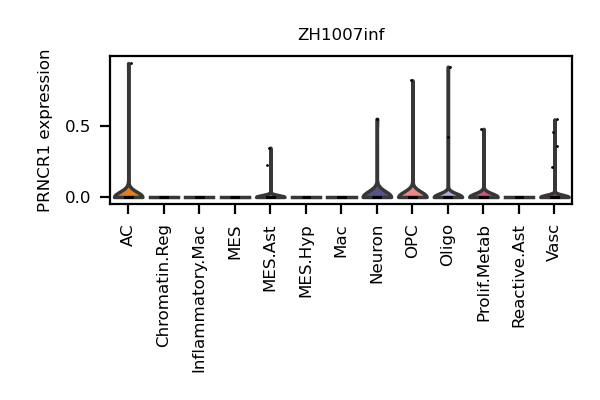 ZH1007inf
PRNCR1 expression
0.5
0.0
AC
Chromatin.Reg
Inflammatory.Mac
MES
MES.Ast
MES.Hyp
Mac
Neuron
OPC
Oligo
Prolif.Metab
Reactive.Ast
Vasc